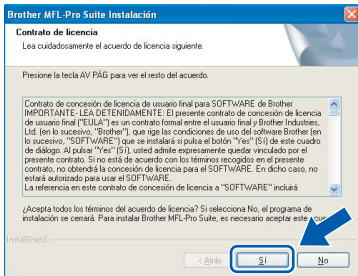 Brother MFL-Pro Suite Instalación
Contrato de licencia
Lea cuidadosamente el acuerdo de licencia siguiente.
Presione la tecla AV PÁG para ver el resto del acuerdo.
Contrato de concesión de licencia de usuario final para SOFTWARE de Brother
IMPORTANTE- LEA DETENIDAMENTE: El presente contrato de concesión de licencia
de usuario final ("EULA") es un contrato formal entre el usuario final y Brother Industries,
Ltd. (en lo sucesivo, "Brother"), que rige las condiciones de uso del software Brother (en
lo sucesivo, "SOFTWARE") que se instalará si pulsa el botón "Yes" (Sí) de este cuadro
de diálogo. Al pulsar "Yes" (Sí), usted admite expresamente quedar vinculado por el
presente contrato. Si no está de acuerdo con los términos recogidos en el presente
contrato, no obtendrá la concesión de licencia para el SOFTWARE. En dicho caso, no
estará autorizado para usar el SOFTWARE.
La referencia en este contrato de concesión de licencia a "SOFTWARE" incluirá
¿Acepta todos los términos del acuerdo de licencia? Si selecciona No, el programa de
instalación se cerrará. Para instalar Brother MFL-Pro Suite, es necesario aceptar este
InstallShield
< Atrás
Sí
No